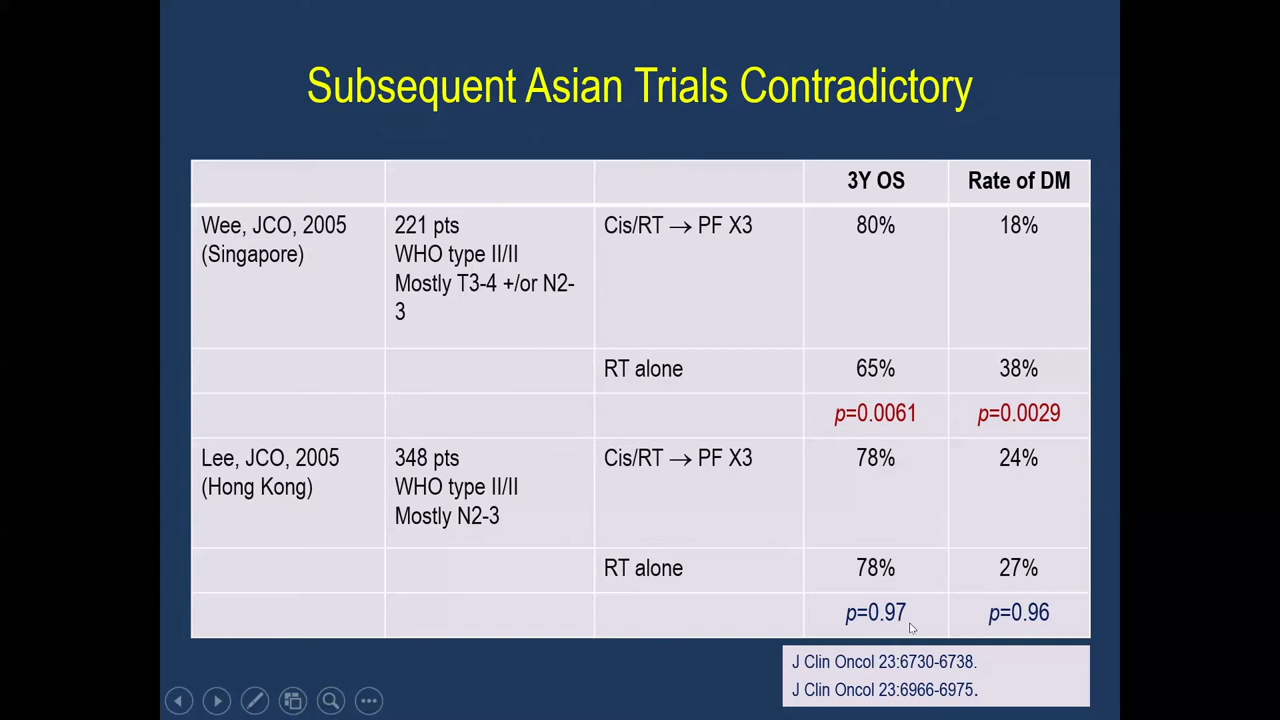 Subsequent Asian Trials Contradictory
3Y OS Rate of DM
Wee, JCO, 2005 221 pts Cis/RT → PF X3 80% 18%
(Singapore) WHO type II/II
Mostly T3-4 +/or N2-
3
RT alone 65% 38%
p=0.0061 p=0.0029
Lee, JCO, 2005 348 pts Cis/RT → PF X3 78% 24%
(Hong Kong) WHO type II/II
Mostly N2-3
RT alone 78% 27%
p=0.97 p=0.96
J Clin Oncol 23:6730-6738.
J Clin Oncol 23:6966-6975.